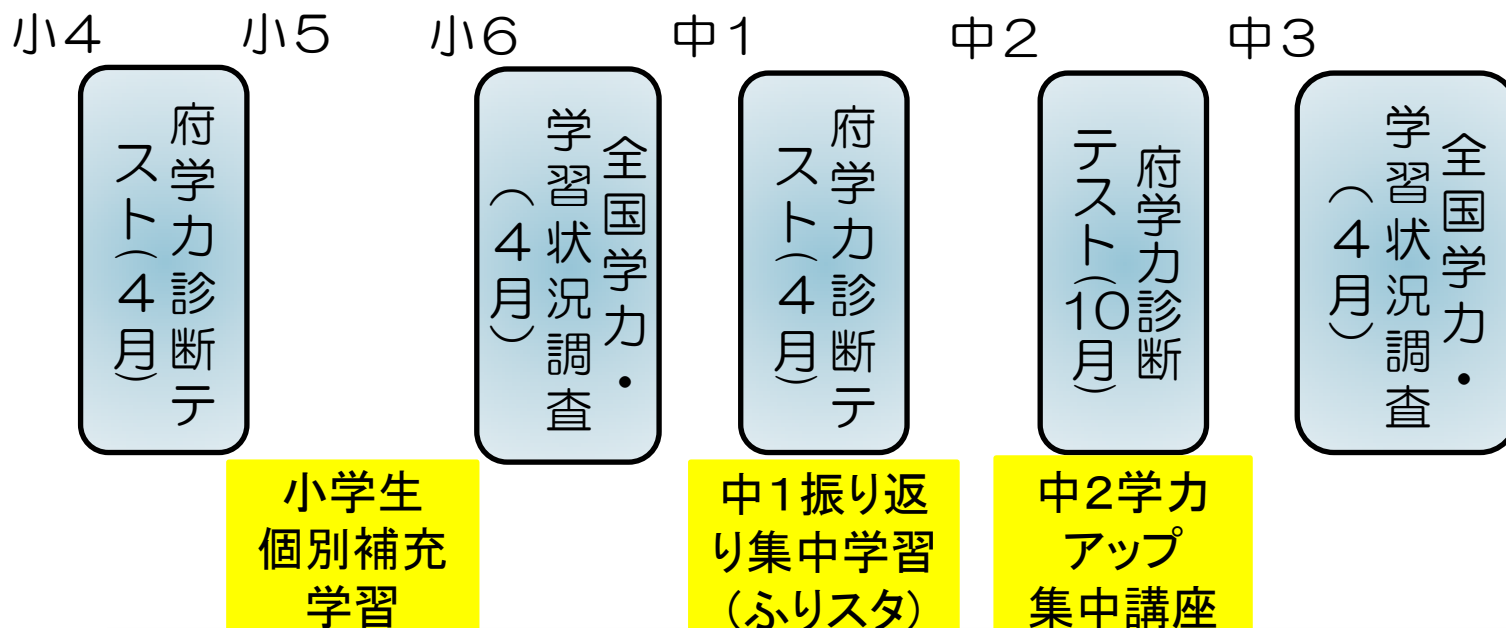 小4
小5
小6
中1
中2
中3
府学力診断テ
スト(4月)
全国学力・
学習状況調査
(4月)
府学力診断テ
スト(4月)
府学力診断
テスト(10月)
全国学力・
学習状況調査
(4月)
小学生
個別補充
学習
中1振り返
り集中学習
(ふりスタ)
中2学力
アップ
集中講座